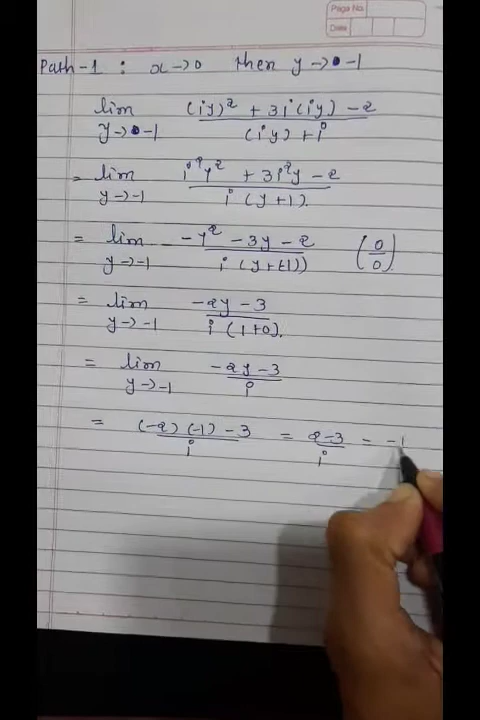 Page No.
Date
Path-1 : x→0 then y→-1
lim y→-1 (iy)² + 3i(iy) - 2 / (iy) + i
= lim y→-1 i²y² + 3i²y - 2 / i(y+1).
= lim y→-1 -y² - 3y - 2 / i(y+(1)) (0/0).
= lim y→-1 -2y - 3 / i(1+0).
= lim y→-1 -2y - 3 / i
= (-2)(-1) - 3 / i = 2-3 / i = -1